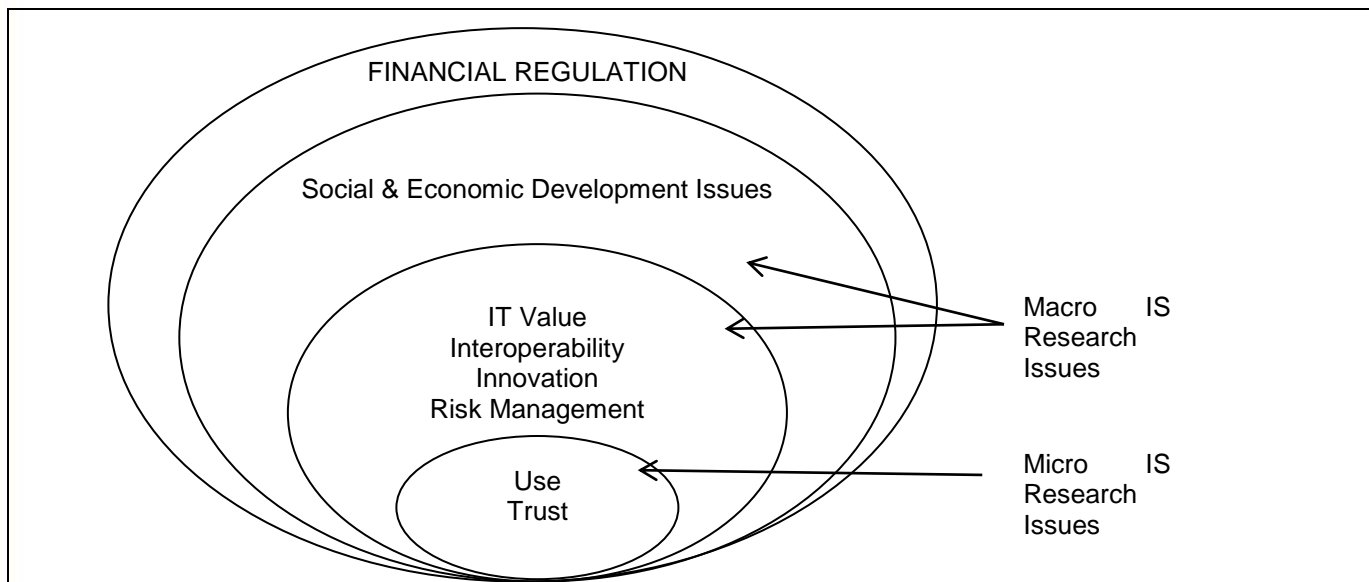 FINANCIAL REGULATION
Social & Economic Development Issues
IT Value
Interoperability
Innovation
Risk Management
Use
Trust
Macro IS
Research
Issues
Micro IS
Research
Issues